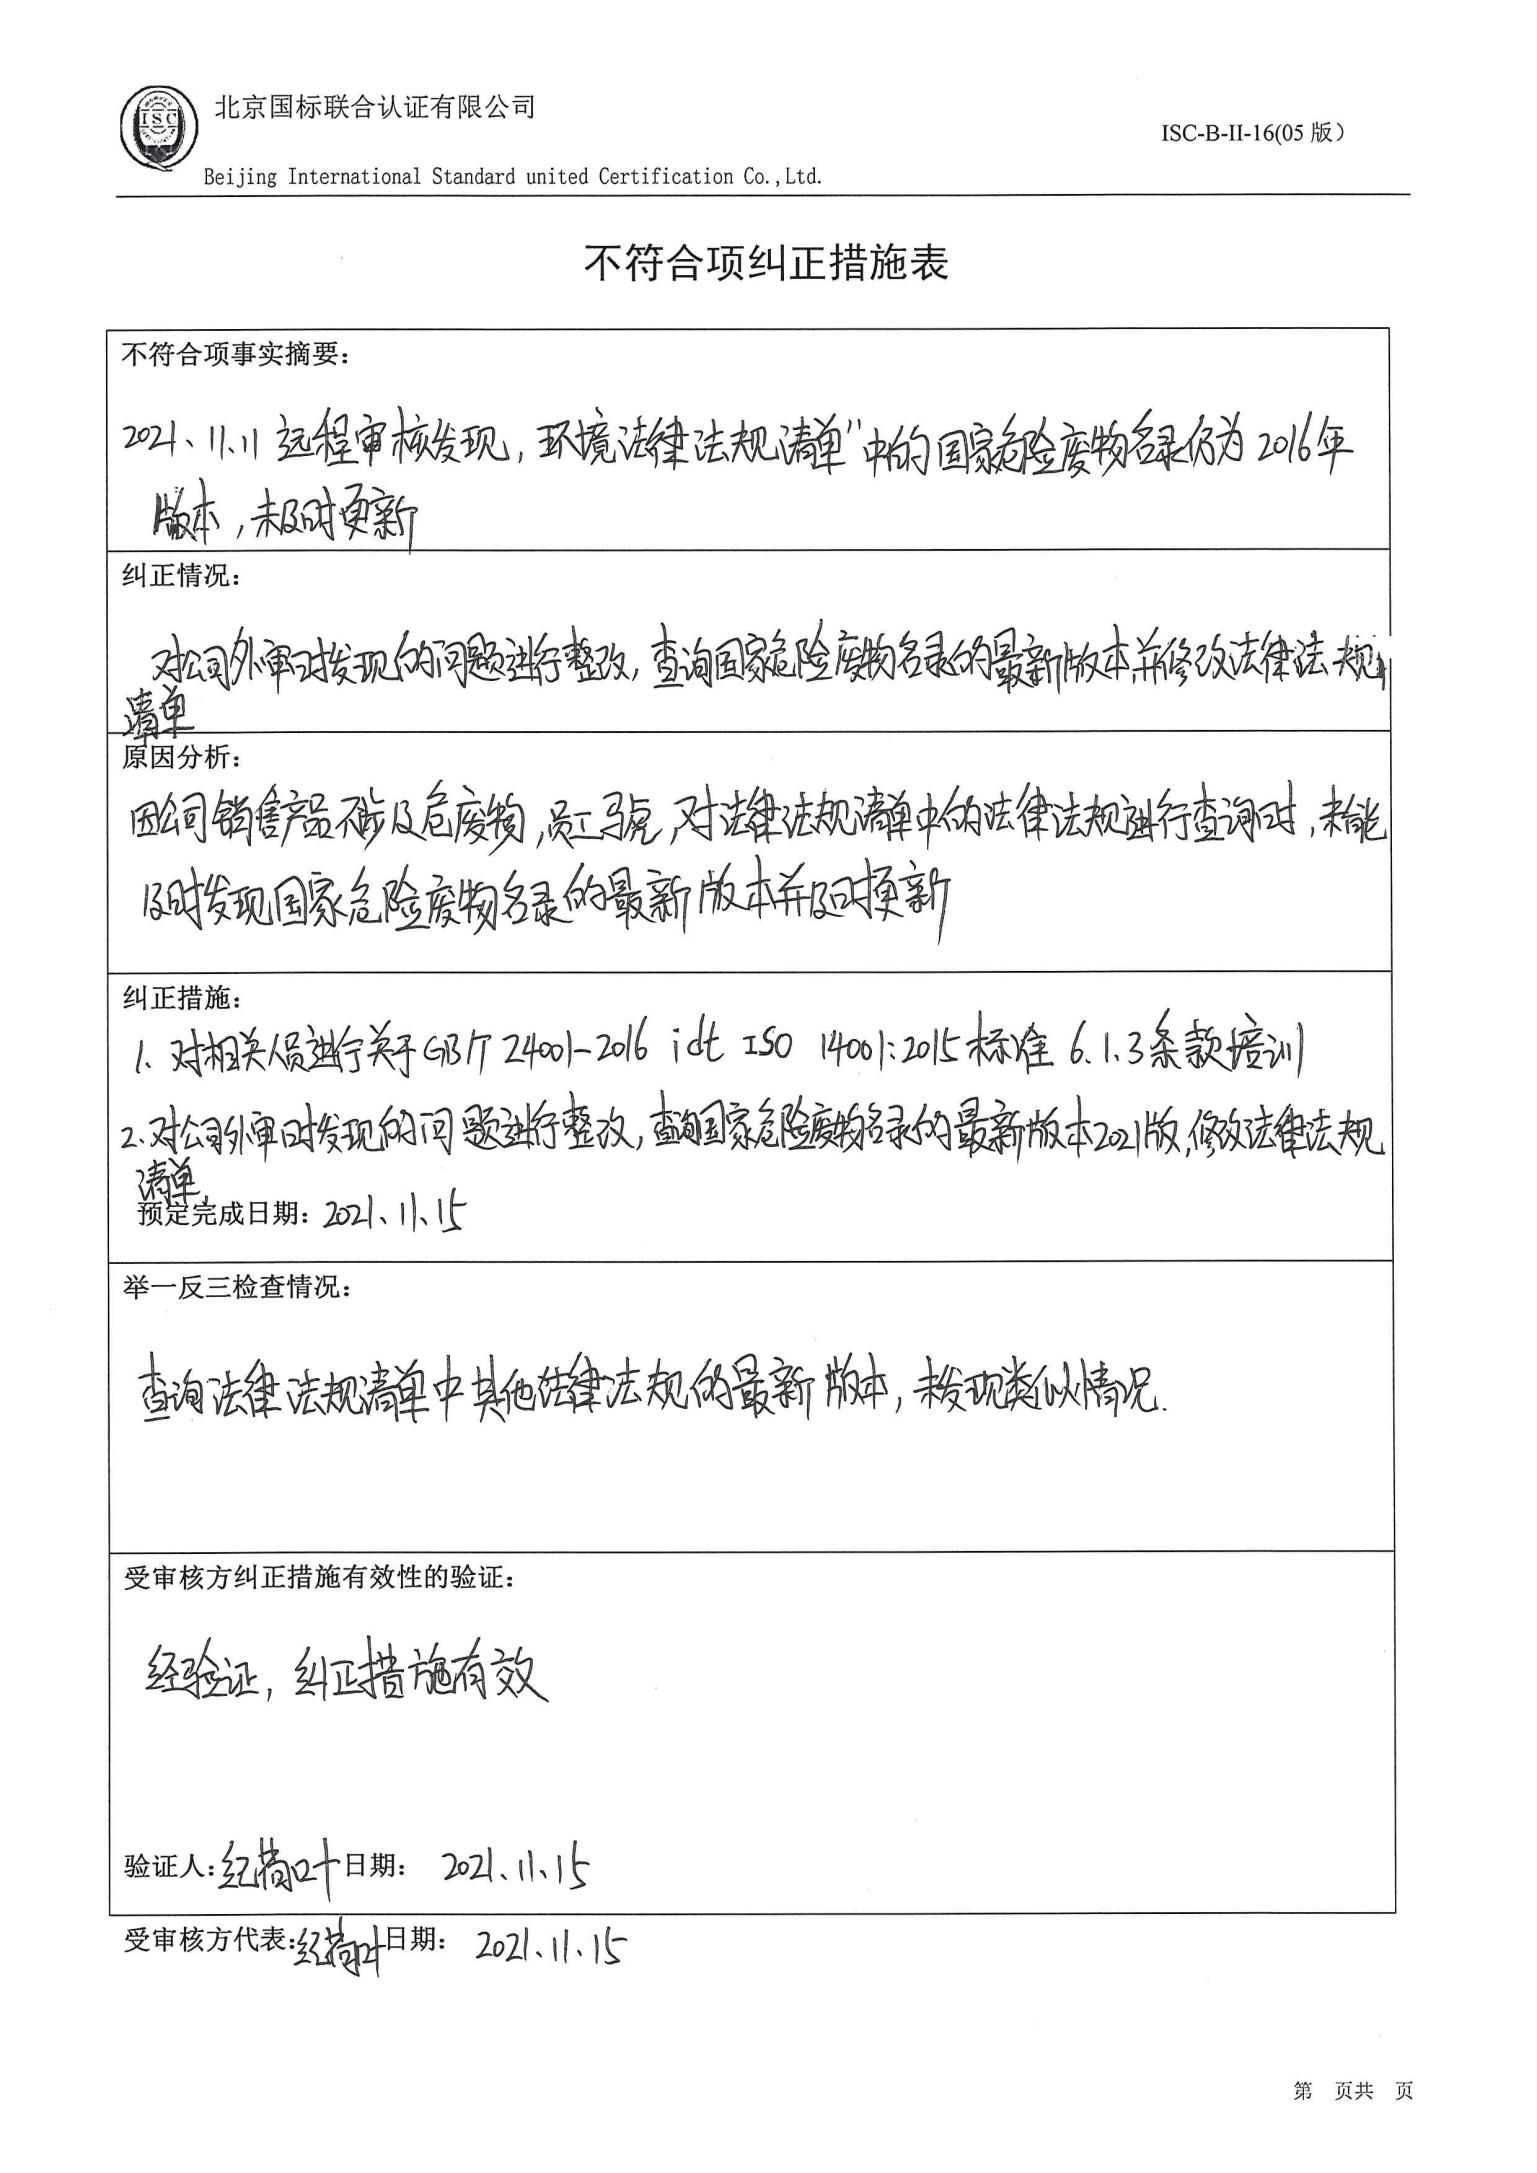 ISC
北京国标联合认证有限公司
ISC-B-II-16(05 版）
Beijing International Standard united Certification Co.,Ltd.
不符合项纠正措施表
不符合项事实摘要：
2021、11.11 远程审核发现，环境法律法规清单”中的国家危险废物名录仍为2016年
版本，未及时更新
纠正情况：
对公司外审时发现的问题进行整改，查询国家危险废物名录的最新版本，并修改法律法规
清单
原因分析：
因公司销售产品不涉及危废物，员工马虎，对法律法规清单中的法律法规进行查询时，未能
及时发现国家危险废物名录的最新版本并及时更新
纠正措施：
1、对相关人员进行关于GB/T 24001-2016 idt ISO 14001:2015标准 6.1.3条款培训
2、对公司外审时发现的问题进行整改，查询国家危险废物名录的最新版本2021版，修改法律法规
清单，
预定完成日期：2021、11、15
举一反三检查情况：
查询法律法规清单中其他法律法规的最新版本，未发现类似情况.
受审核方纠正措施有效性的验证：
经验证，纠正措施有效
验证人：纪荷叶日期： 2021、11、15
受审核方代表：纪荷叶日期： 2021、11、15
第 页共 页